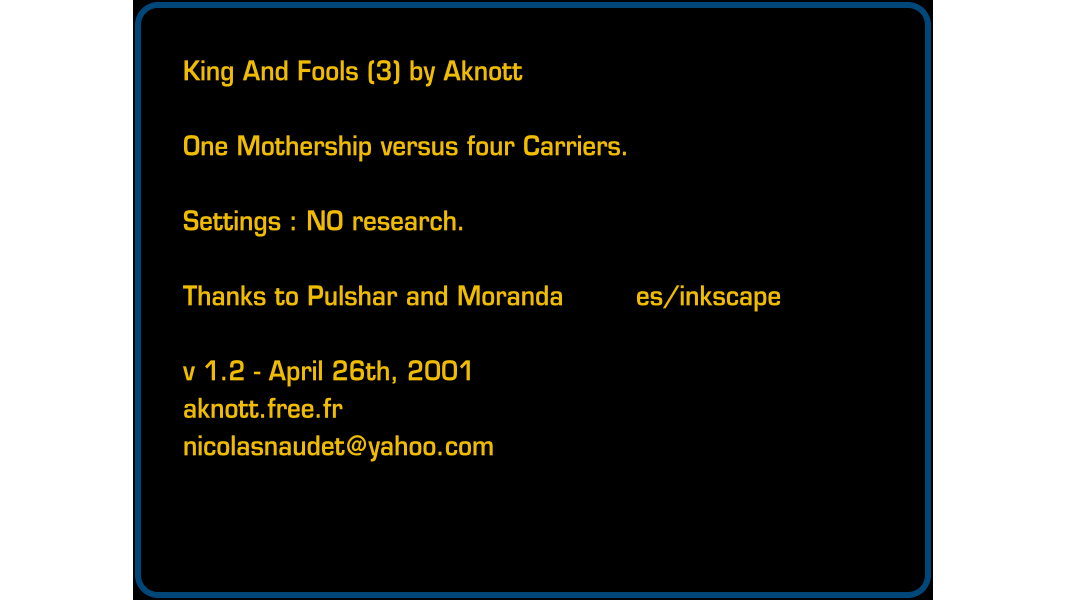 King And Fools (3) by Aknott
One Mothership versus four Carriers.
Settings : NO research.
Thanks to Pulshar and Moranda es/inkscape
v 1.2 - April 26th, 2001
aknott.free.fr
nicolasnaudet@yahoo.com